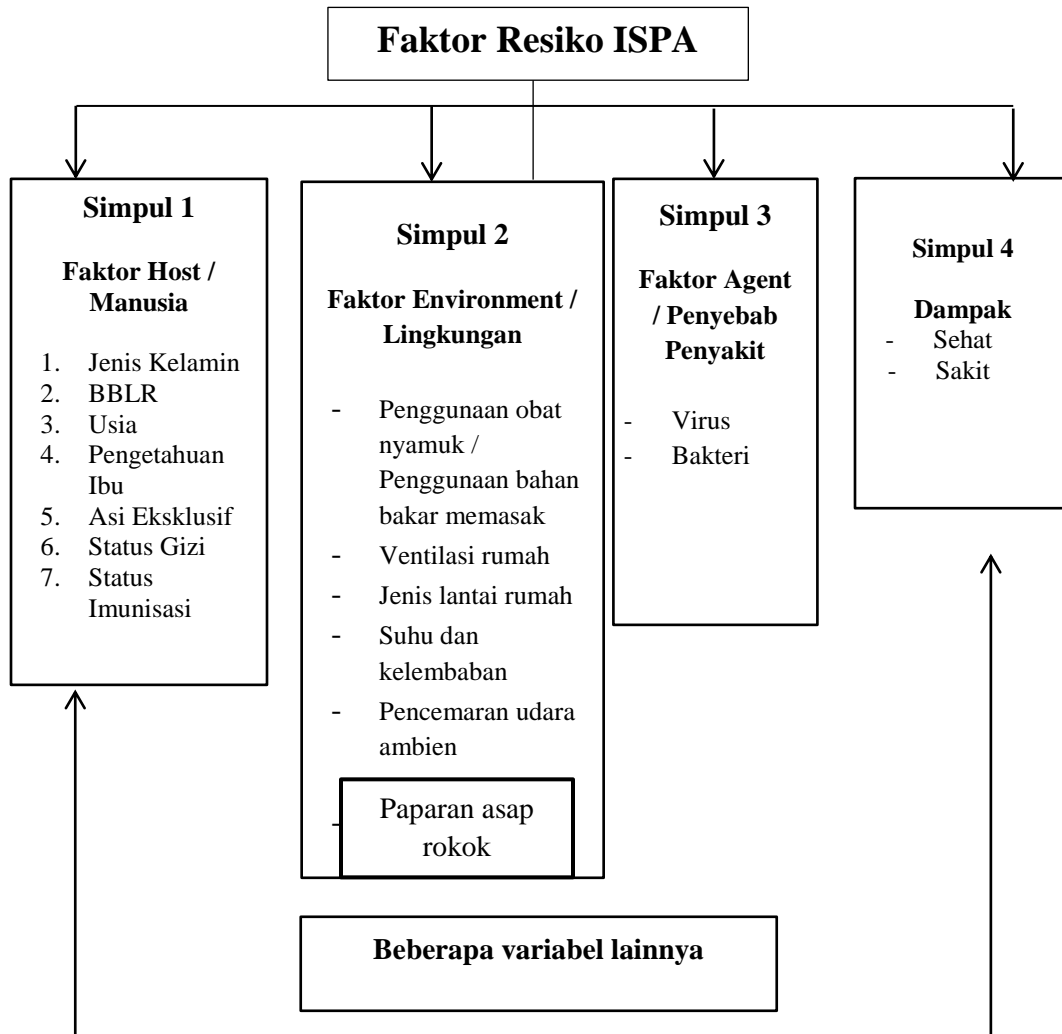 Faktor Resiko ISPA
Simpul 1
Faktor Host /
Manusia
1. Jenis Kelamin
2. BBLR
3. Usia
4. Pengetahuan
Ibu
5. Asi Eksklusif
6. Status Gizi
7. Status
Imunisasi
Simpul 2
Faktor Environment /
Lingkungan
- Penggunaan obat
nyamuk /
Penggunaan bahan
bakar memasak
- Ventilasi rumah
- Jenis lantai rumah
- Suhu dan
kelembaban
- Pencemaran udara
ambien
- Paparan asap
rokok
Simpul 3
Faktor Agent
/ Penyebab
Penyakit
- Virus
- Bakteri
Simpul 4
Dampak
- Sehat
- Sakit
Beberapa variabel lainnya